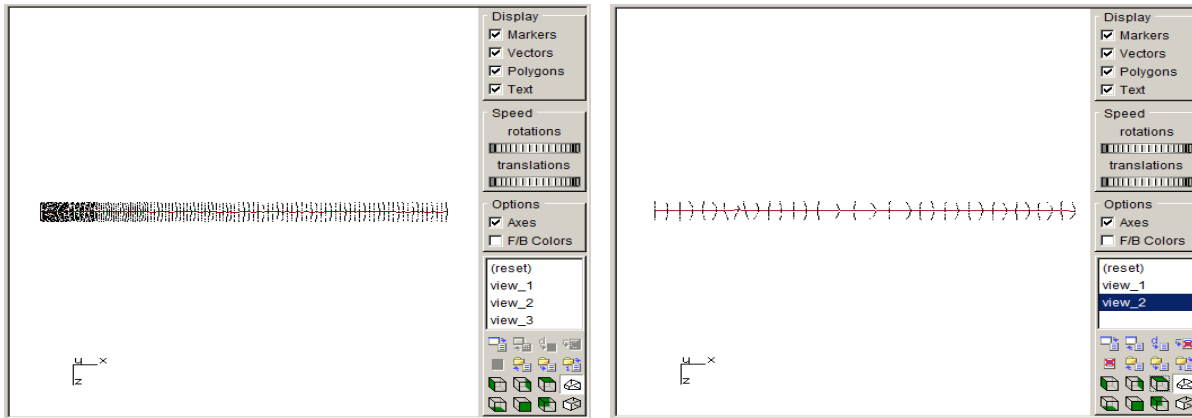 Display
Markers
Vectors
Polygons
Text
Speed
rotations
translations
Options
Axes
F/B Colors
(reset)
view_1
view_2
view_3
y x
z
Display
Markers
Vectors
Polygons
Text
Speed
rotations
translations
Options
Axes
F/B Colors
(reset)
view_1
view_2
y x
z